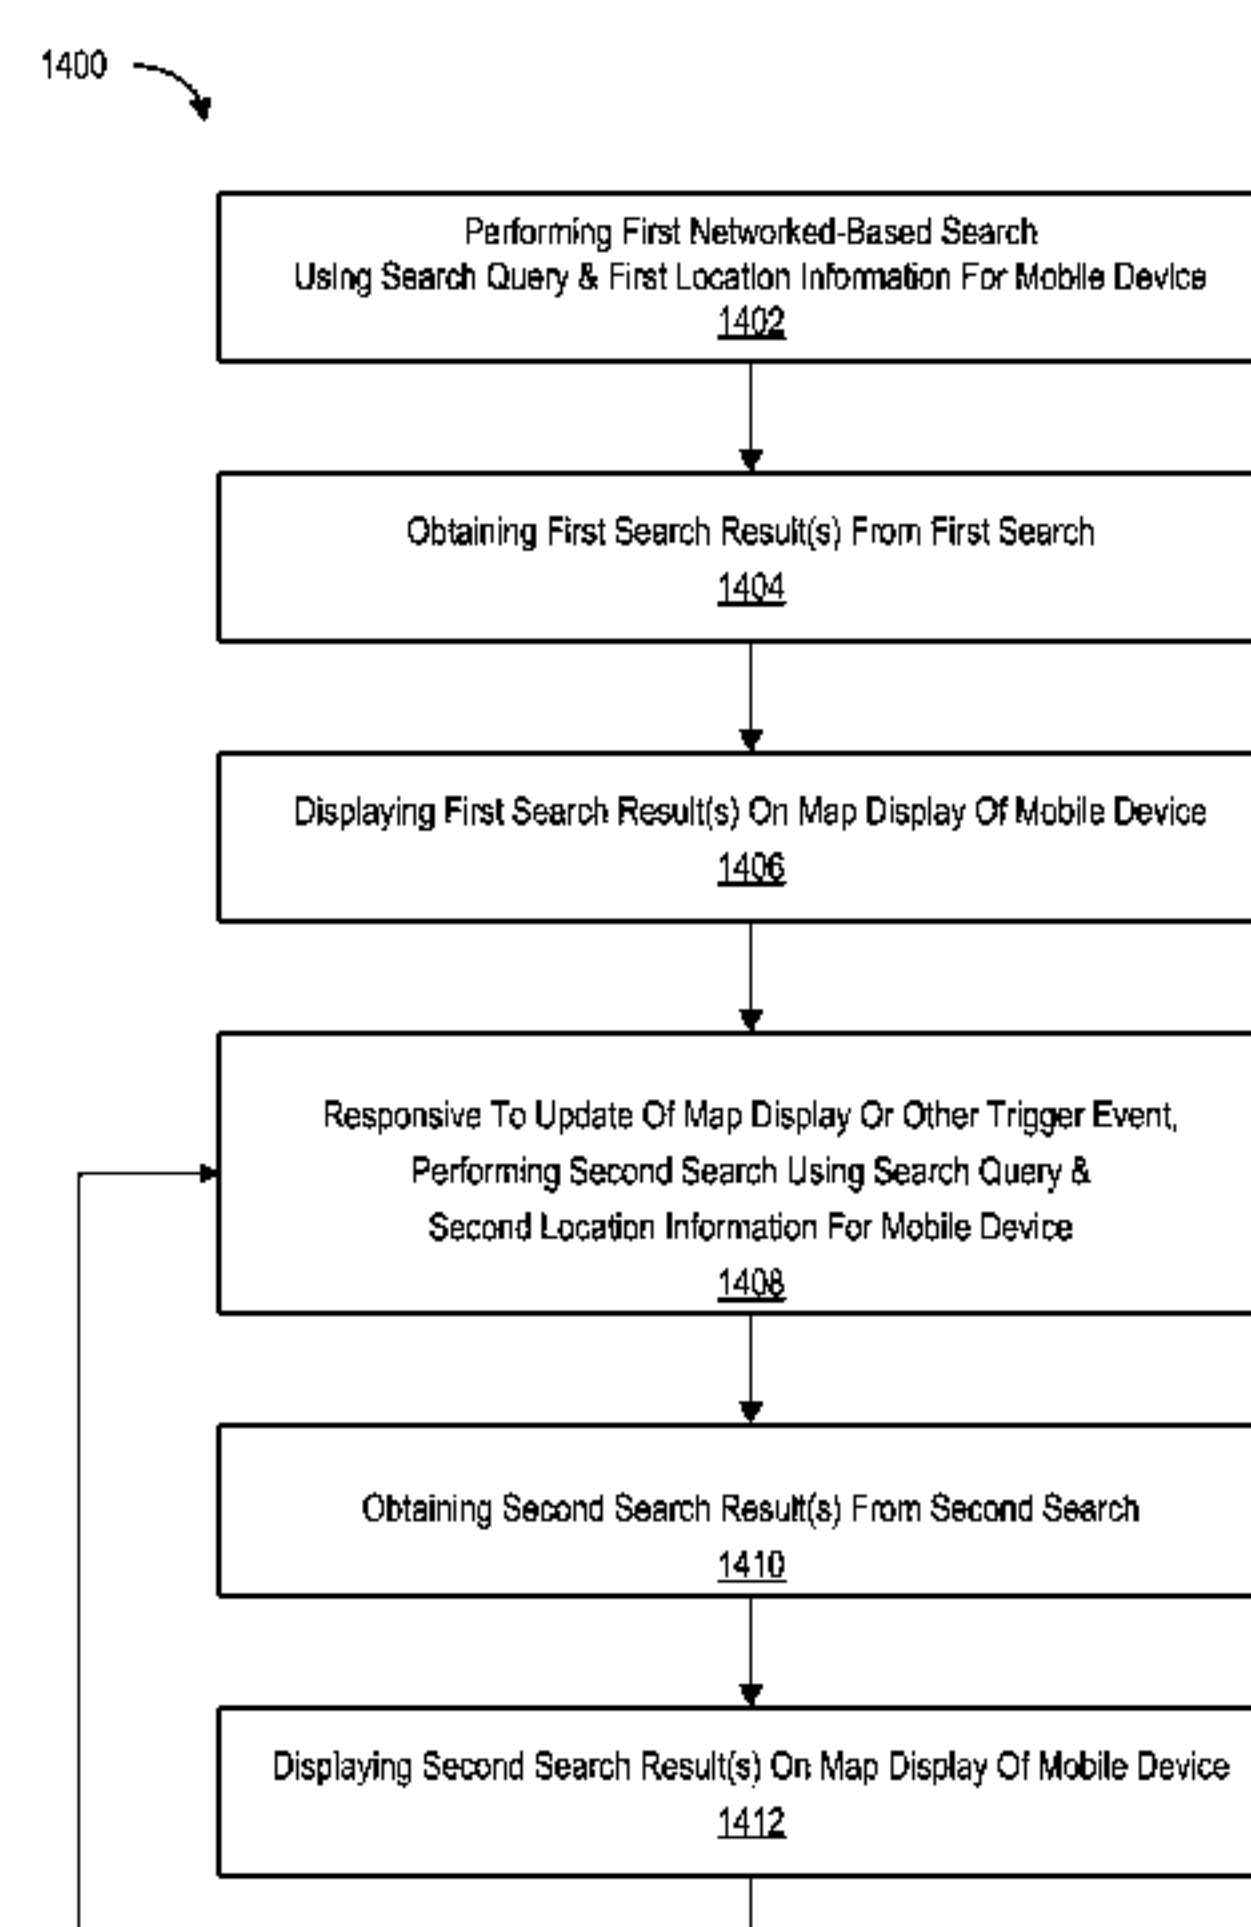 1400
Performing First Networked-Based Search
Using Search Query & First Location Information For Mobile Device
1402
Obtaining First Search Result(s) From First Search
1404
Displaying First Search Result(s) On Map Display Of Mobile Device
1406
Responsive To Update Of Map Display Or Other Trigger Event,
Performing Second Search Using Search Query &
Second Location Information For Mobile Device
1408
Obtaining Second Search Result(s) From Second Search
1410
Displaying Second Search Result(s) On Map Display Of Mobile Device
1412